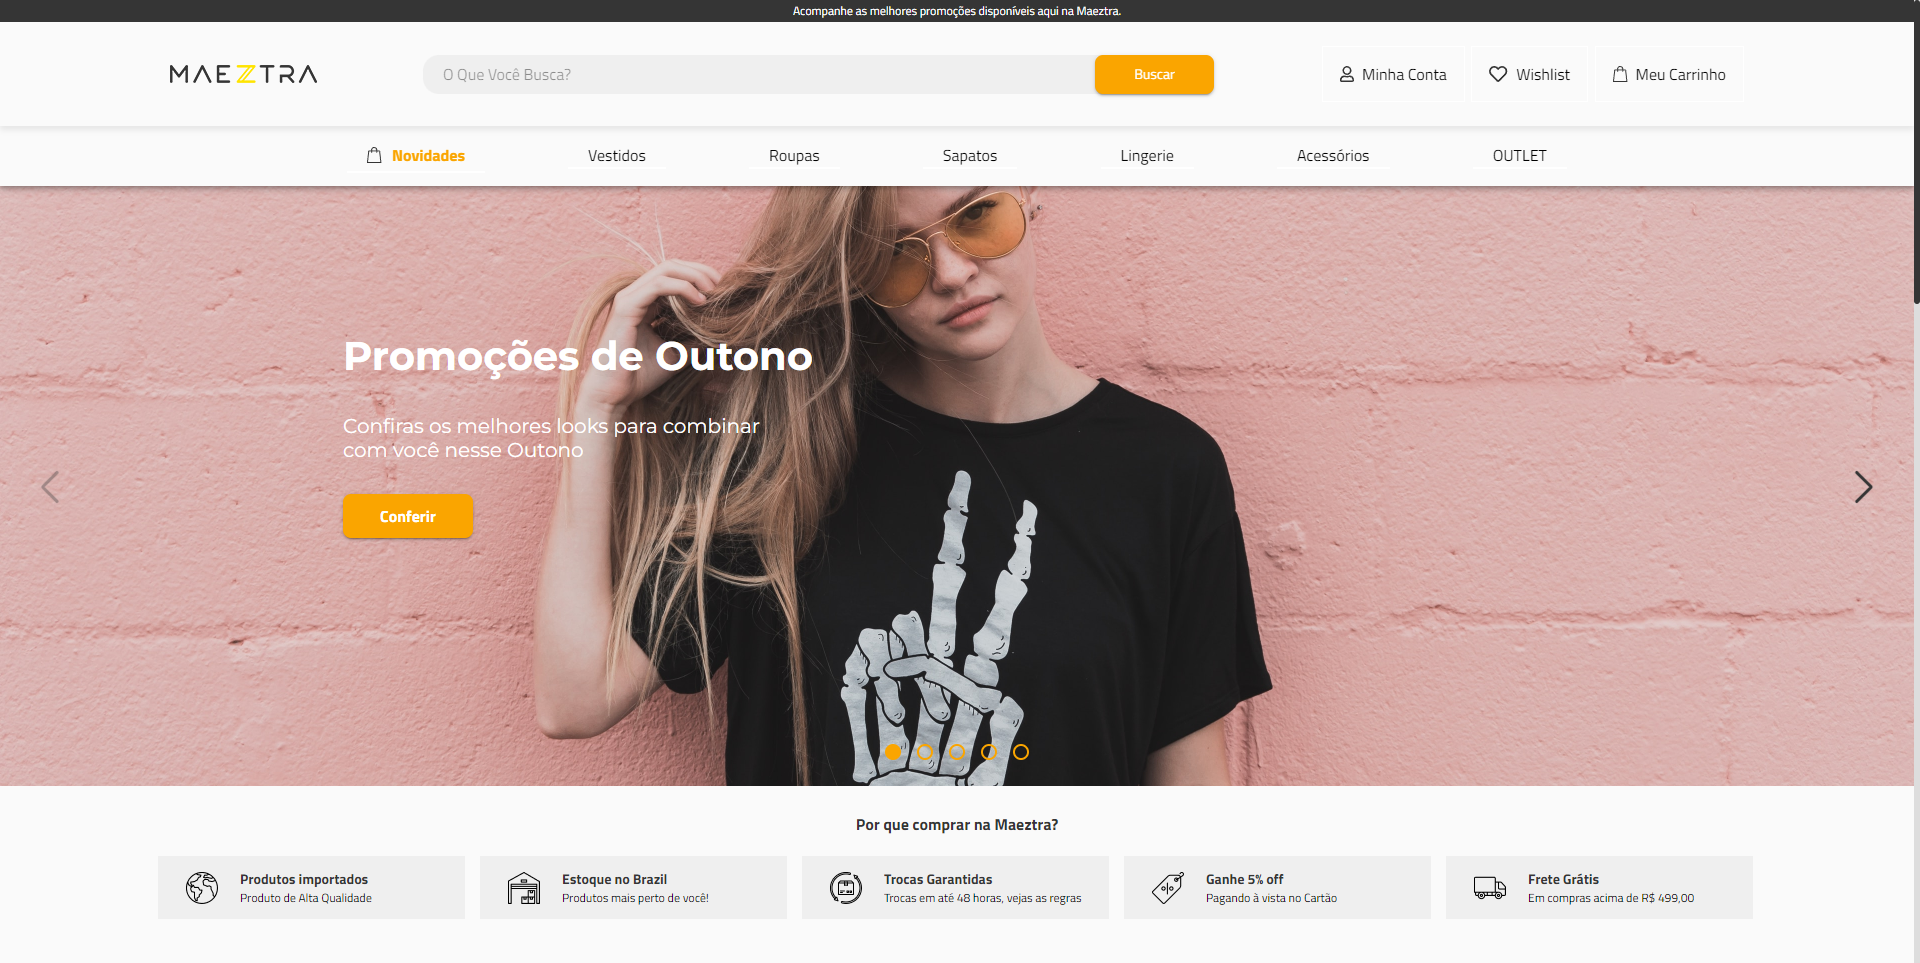 Acompanhe as melhores promoções disponíveis aqui na Maeztra.
MAEZTRA
O Que Você Busca?
Buscar
Minha Conta
Wishlist
Meu Carrinho
Novidades
Vestidos
Roupas
Sapatos
Lingerie
Acessórios
OUTLET
Promoções de Outono
Confiras os melhores looks para combinar
com você nesse Outono
Conferir
Por que comprar na Maeztra?
Produtos importados
Produto de Alta Qualidade
Estoque no Brazil
Produtos mais perto de você!
Trocas Garantidas
Trocas em até 48 horas, vejas as regras
Ganhe 5% off
Pagando à vista no Cartão
Frete Grátis
Em compras acima de R$ 499,00